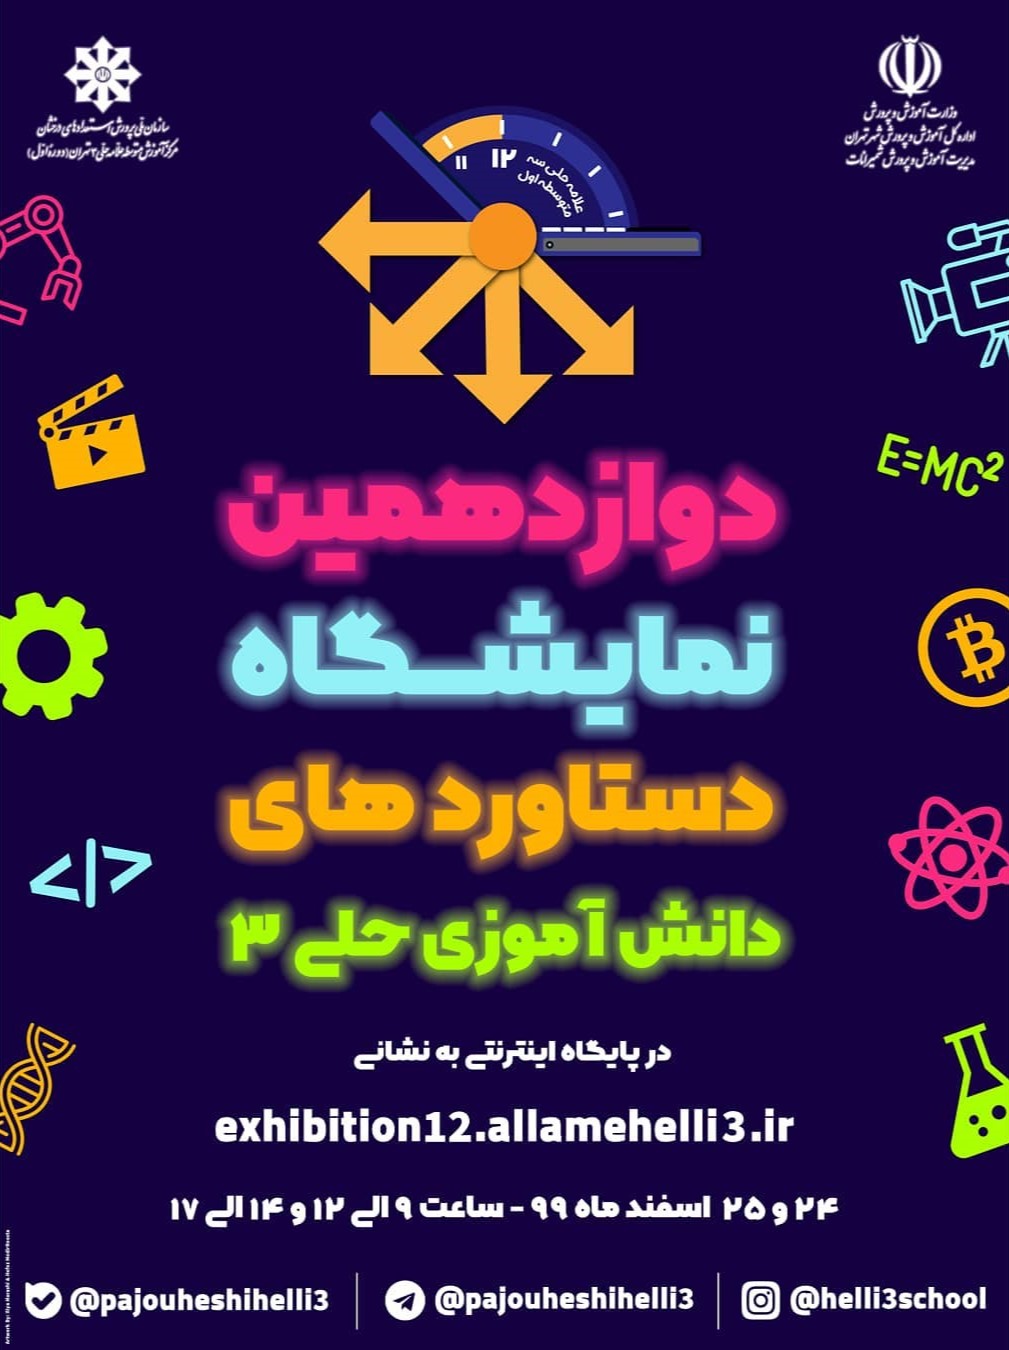 وزارت آموزش و پرورش
اداره کل آموزش و پرورش شهر تهران
مدیریت آموزش و پرورش شمیرانات
سازمان ملی پرورش استعدادهای درخشان
مرکز آموزش متوسطه علامه حلی ۳ تهران (دوره اول)
۱۱
۱۲
علامه حلی سه
متوسطه اول
E=MC²
دوازدهمین
نمایشگاه
دستاورد های
</>
دانش آموزی حلی ۳
در پایگاه اینترنتی به نشانی
exhibition12.allamehelli3.ir
۲۴ و ۲۵ اسفند ماه ۹۹ - ساعت ۹ الی ۱۲ و ۱۴ الی ۱۷
@pajouheshihelli3
@pajouheshihelli3
@helli3school